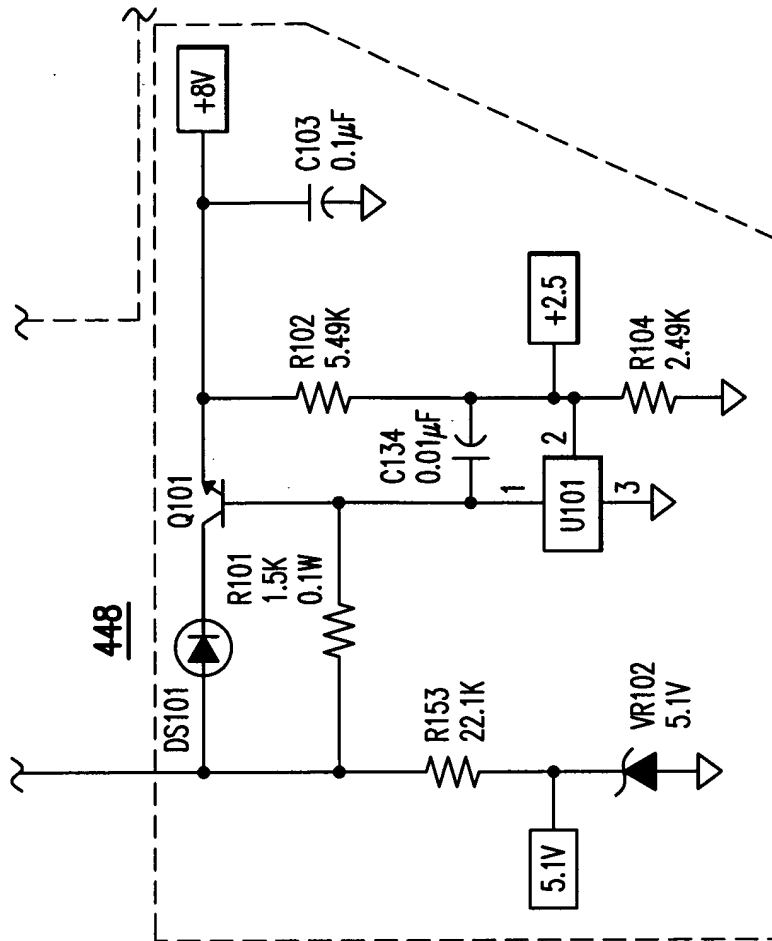 448
+8V
C103
0.1µF
Q101
DS101
R101
1.5K
0.1W
R102
5.49K
C134
0.01µF
+2.5
R104
2.49K
1
2
U101
3
R153
22.1K
5.1V
VR102
5.1V